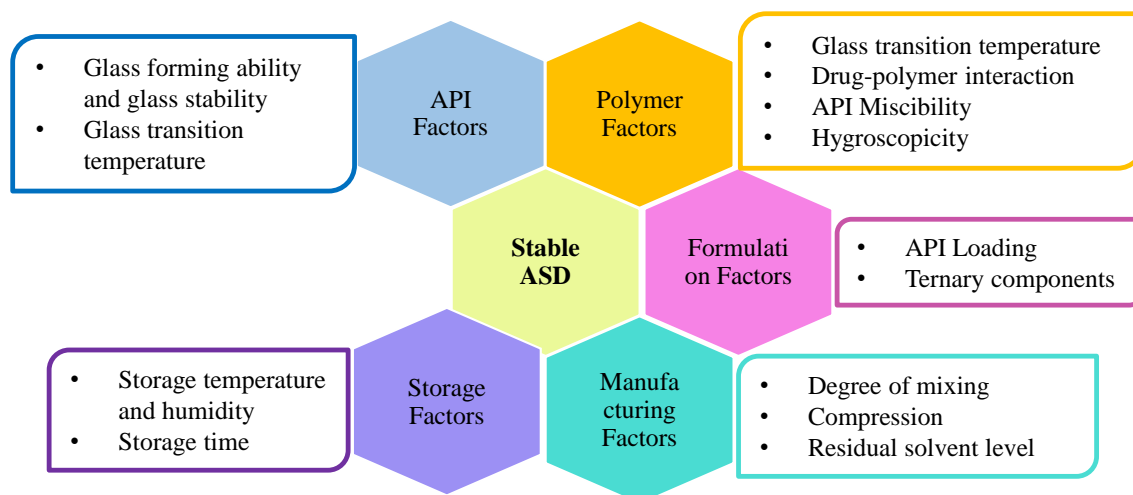 • Glass forming ability
and glass stability
• Glass transition
temperature
API
Factors
Polymer
Factors
• Glass transition temperature
• Drug-polymer interaction
• API Miscibility
• Hygroscopicity
Stable
ASD
Formulati
on Factors
• API Loading
• Ternary components
• Storage temperature
and humidity
• Storage time
Storage
Factors
Manufa
cturing
Factors
• Degree of mixing
• Compression
• Residual solvent level